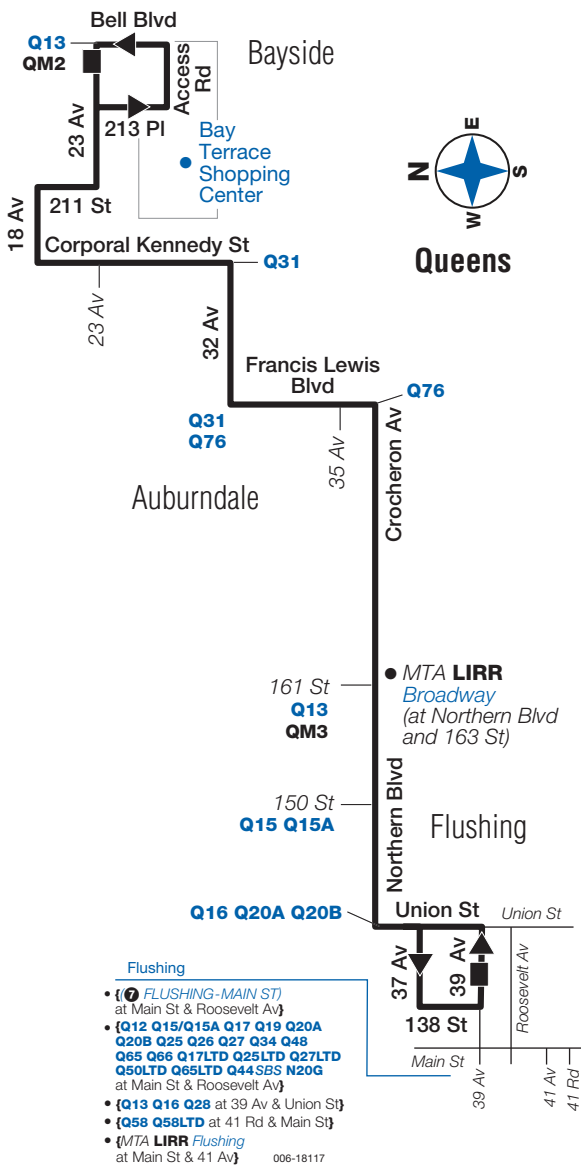 Bell Blvd
Q13
QM2
Bayside
Access
Rd
23 Av
213 Pl
Bay
Terrace
Shopping
Center
E
N
S
W
Queens
18 Av
211 St
Corporal Kennedy St
Q31
23 Av
32 Av
Francis Lewis
Blvd
Q76
Q31
Q76
35 Av
Crocheron Av
Auburndale
161 St
Q13
QM3
MTA LIRR
Broadway
(at Northern Blvd
and 163 St)
150 St
Q15 Q15A
Northern Blvd
Flushing
Q16 Q20A Q20B
Union St
Union St
37 Av
39 Av
Roosevelt Av
138 St
Main St
39 Av
41 Av
41 Rd
Flushing
• {(7 FLUSHING-MAIN ST)
at Main St & Roosevelt Av}
• {Q12 Q15/Q15A Q17 Q19 Q20A
Q20B Q25 Q26 Q27 Q34 Q48
Q65 Q66 Q17LTD Q25LTD Q27LTD
Q50LTD Q65LTD Q44SBS N20G
at Main St & Roosevelt Av}
• {Q13 Q16 Q28 at 39 Av & Union St}
• {Q58 Q58LTD at 41 Rd & Main St}
• {MTA LIRR Flushing
at Main St & 41 Av} 006-18117